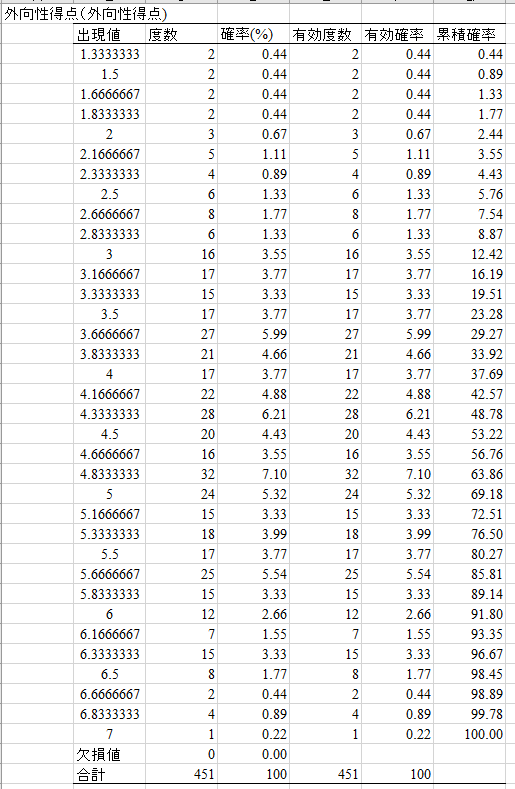 外向性得点(外向性得点)
出現値 度数 確率(%) 有効度数 有効確率 累積確率
1.3333333 2 0.44 2 0.44 0.44
1.5 2 0.44 2 0.44 0.89
1.6666667 2 0.44 2 0.44 1.33
1.8333333 2 0.44 2 0.44 1.77
2 3 0.67 3 0.67 2.44
2.1666667 5 1.11 5 1.11 3.55
2.3333333 4 0.89 4 0.89 4.43
2.5 6 1.33 6 1.33 5.76
2.6666667 8 1.77 8 1.77 7.54
2.8333333 6 1.33 6 1.33 8.87
3 16 3.55 16 3.55 12.42
3.1666667 17 3.77 17 3.77 16.19
3.3333333 15 3.33 15 3.33 19.51
3.5 17 3.77 17 3.77 23.28
3.6666667 27 5.99 27 5.99 29.27
3.8333333 21 4.66 21 4.66 33.92
4 17 3.77 17 3.77 37.69
4.1666667 22 4.88 22 4.88 42.57
4.3333333 28 6.21 28 6.21 48.78
4.5 20 4.43 20 4.43 53.22
4.6666667 16 3.55 16 3.55 56.76
4.8333333 32 7.10 32 7.10 63.86
5 24 5.32 24 5.32 69.18
5.1666667 15 3.33 15 3.33 72.51
5.3333333 18 3.99 18 3.99 76.50
5.5 17 3.77 17 3.77 80.27
5.6666667 25 5.54 25 5.54 85.81
5.8333333 15 3.33 15 3.33 89.14
6 12 2.66 12 2.66 91.80
6.1666667 7 1.55 7 1.55 93.35
6.3333333 15 3.33 15 3.33 96.67
6.5 8 1.77 8 1.77 98.45
6.6666667 2 0.44 2 0.44 98.89
6.8333333 4 0.89 4 0.89 99.78
7 1 0.22 1 0.22 100.00
欠損値 0 0.00
合計 451 100 451 100